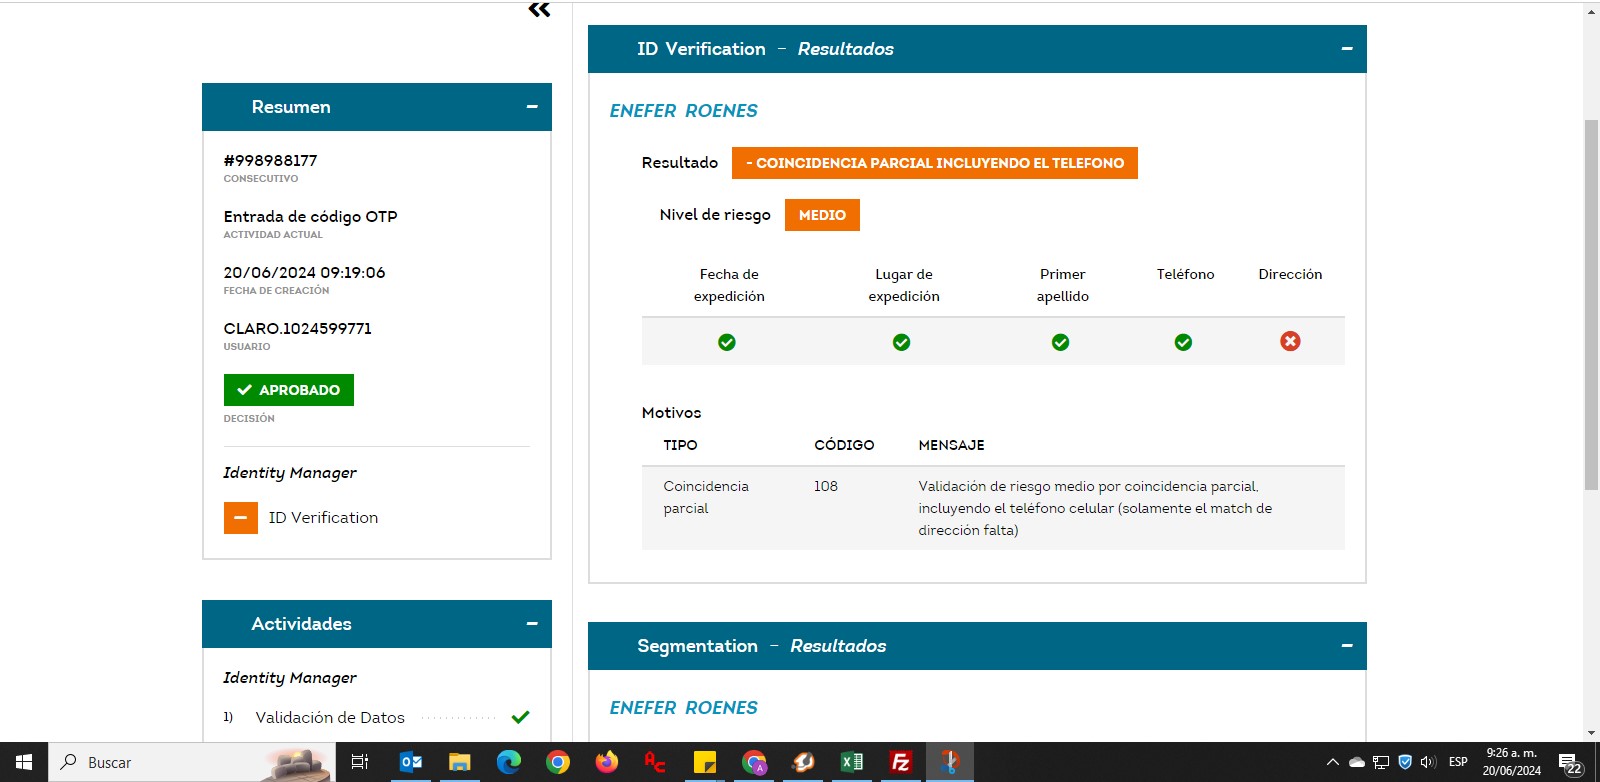 Resumen
#998988177
CONSECUTIVO
Entrada de código OTP
ACTIVIDAD ACTUAL
20/06/2024 09:19:06
FECHA DE CREACIÓN
CLARO.1024599771
USUARIO
APROBADO
DECISIÓN
Identity Manager
ID Verification
Actividades
Identity Manager
1) Validación de Datos
ID Verification - Resultados
ENEFER ROENES
Resultado - COINCIDENCIA PARCIAL INCLUYENDO EL TELEFONO
Nivel de riesgo MEDIO
Fecha de expedición Lugar de expedición Primer apellido Teléfono Dirección
Motivos
TIPO CÓDIGO MENSAJE
Coincidencia parcial 108 Validación de riesgo medio por coincidencia parcial,
incluyendo el teléfono celular (solamente el match de
dirección falta)
Segmentation - Resultados
ENEFER ROENES
Buscar
ESP
9:26 a. m.
20/06/2024
22